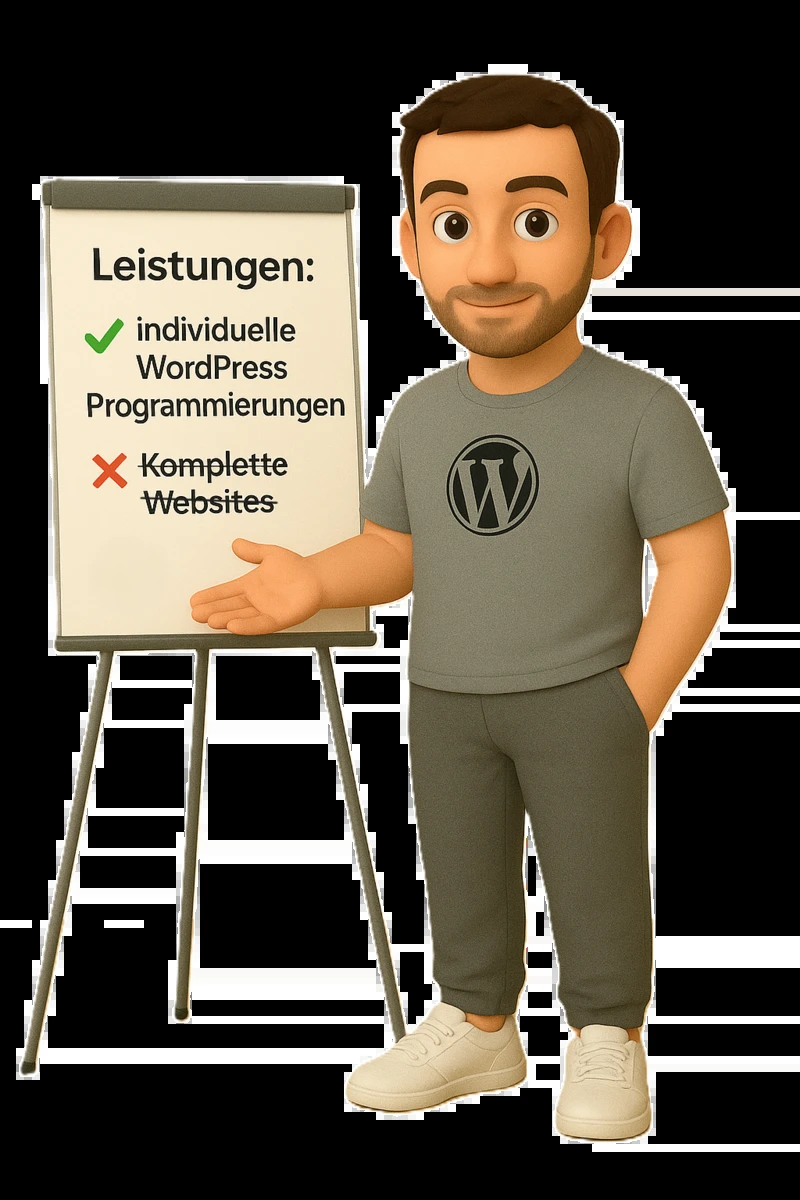 Leistungen:
individuelle
WordPress
Programmierungen
Komplette
Websites
W